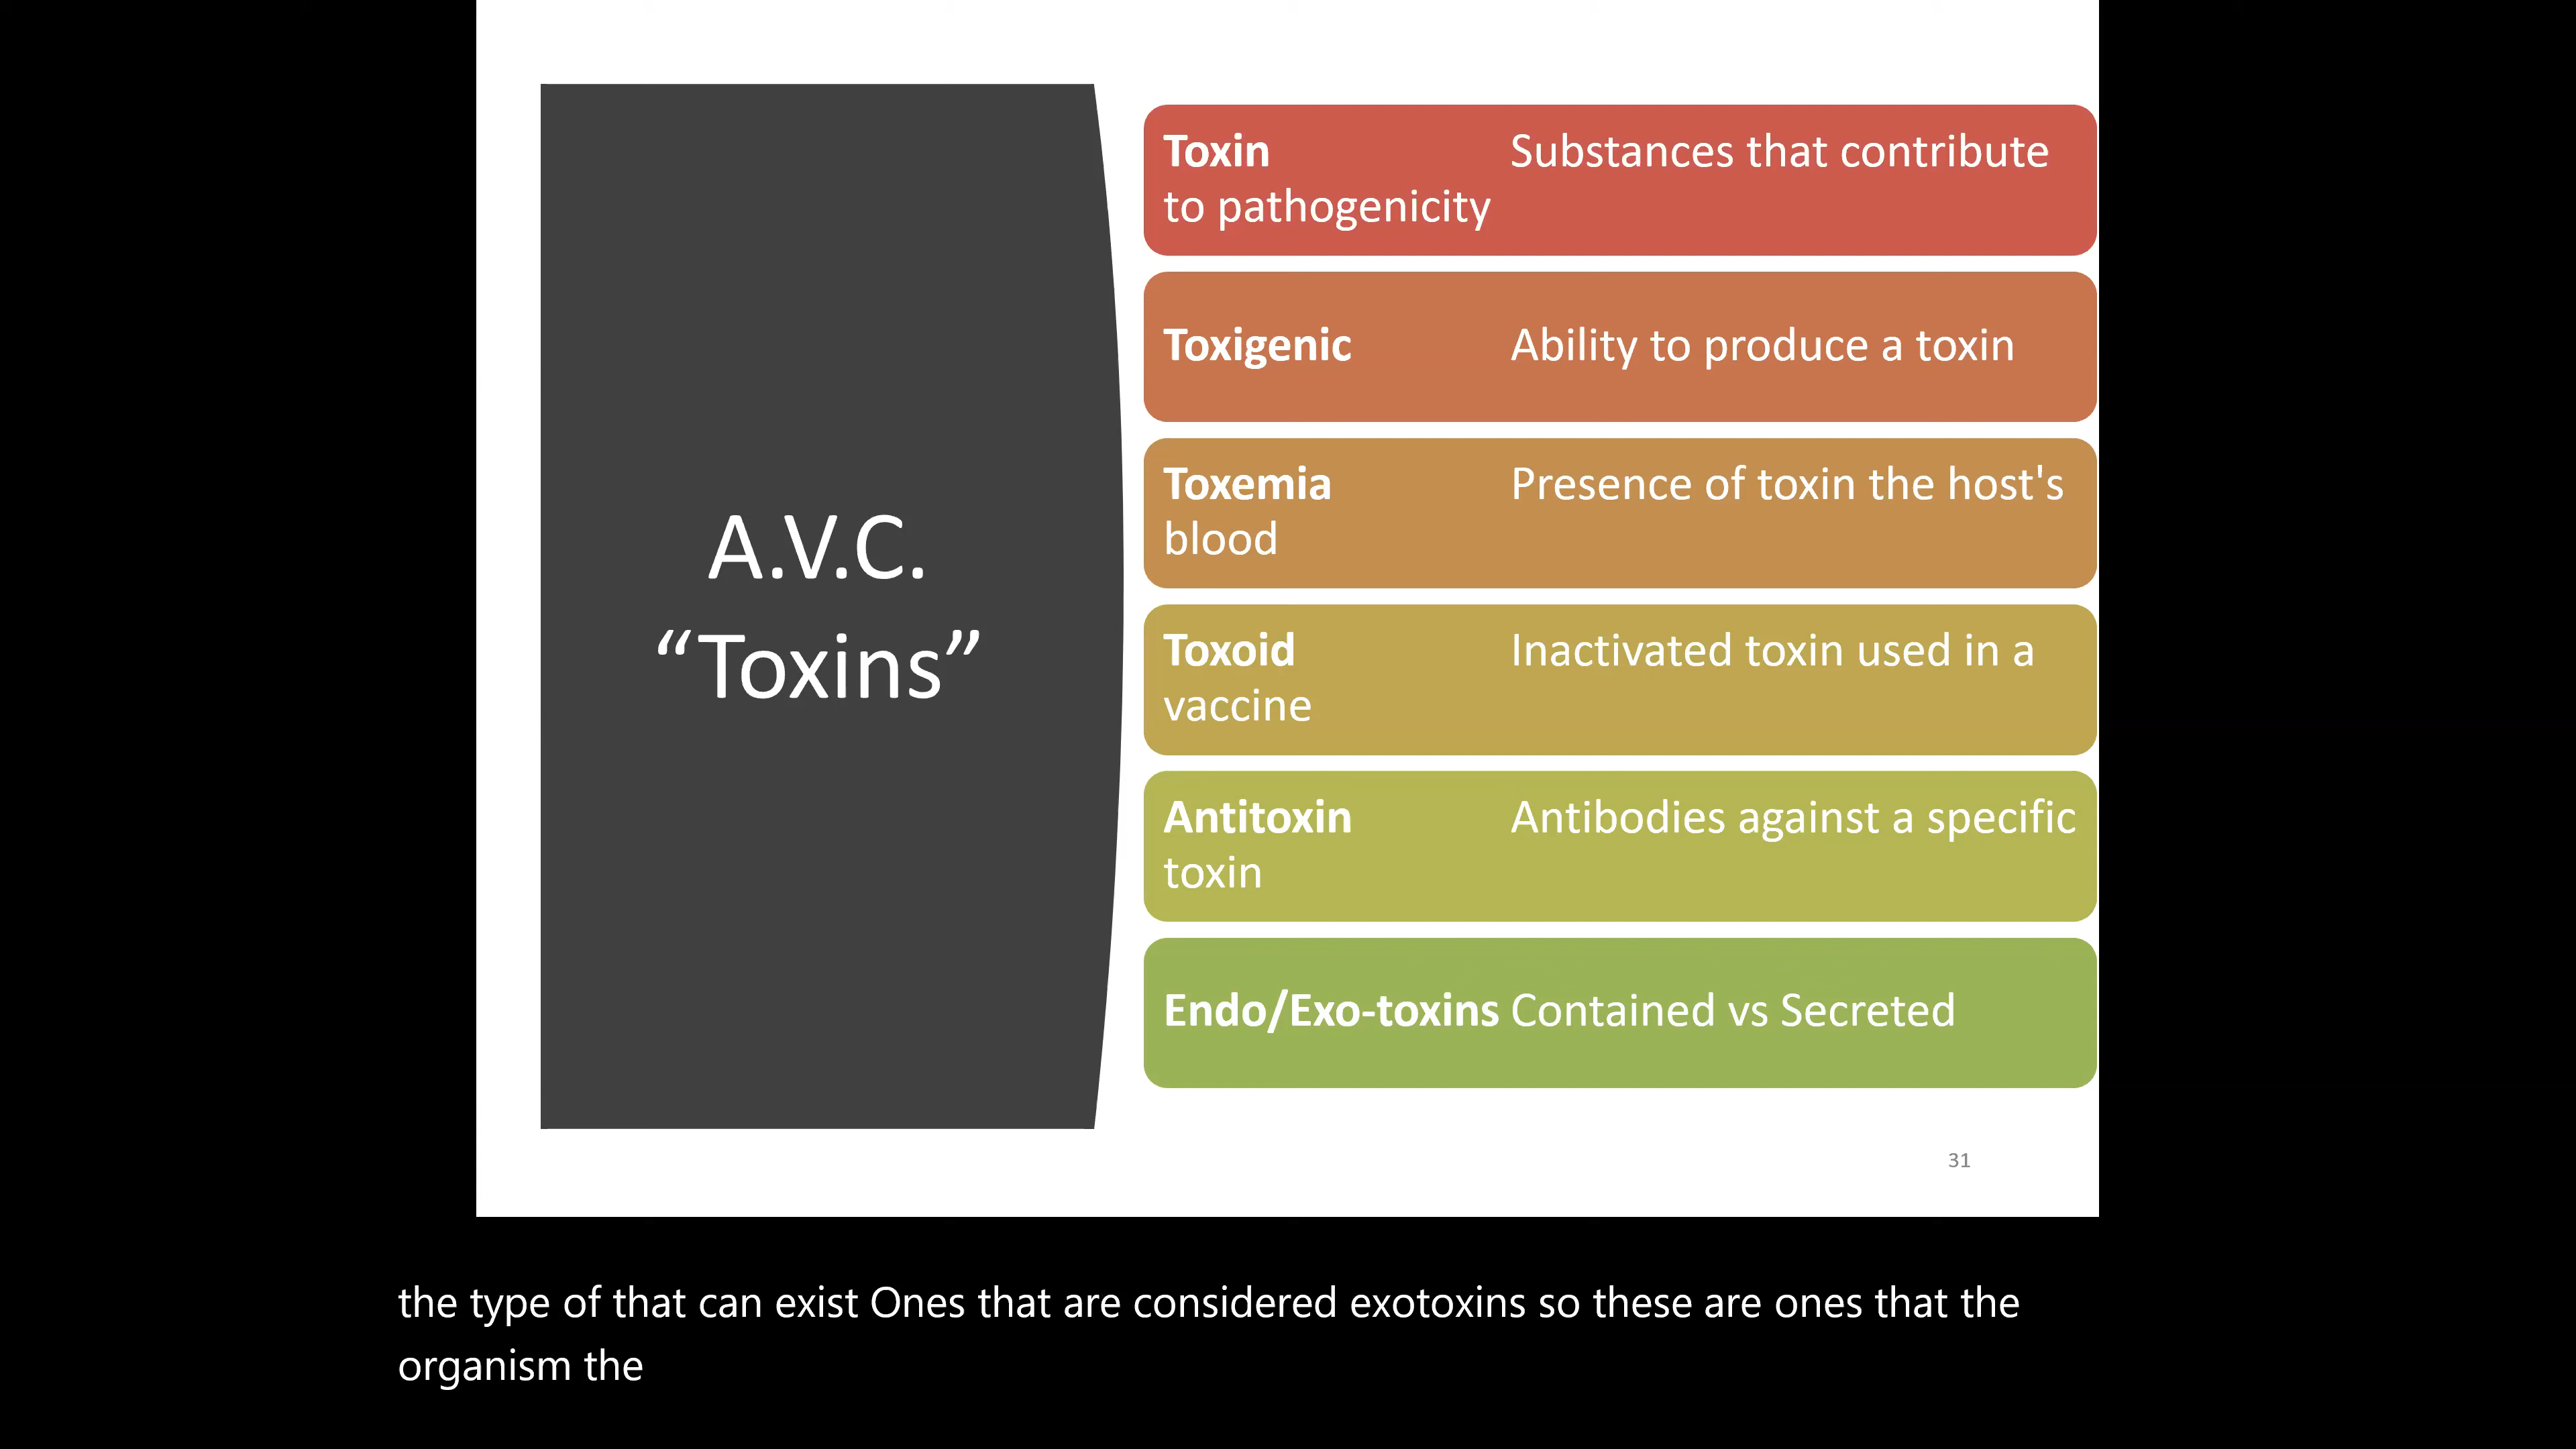 A.V.C.
“Toxins”
Toxin Substances that contribute
to pathogenicity
Toxigenic Ability to produce a toxin
Toxemia Presence of toxin the host's
blood
Toxoid Inactivated toxin used in a
vaccine
Antitoxin Antibodies against a specific
toxin
Endo/Exo-toxins Contained vs Secreted
31
the type of that can exist Ones that are considered exotoxins so these are ones that the
organism the